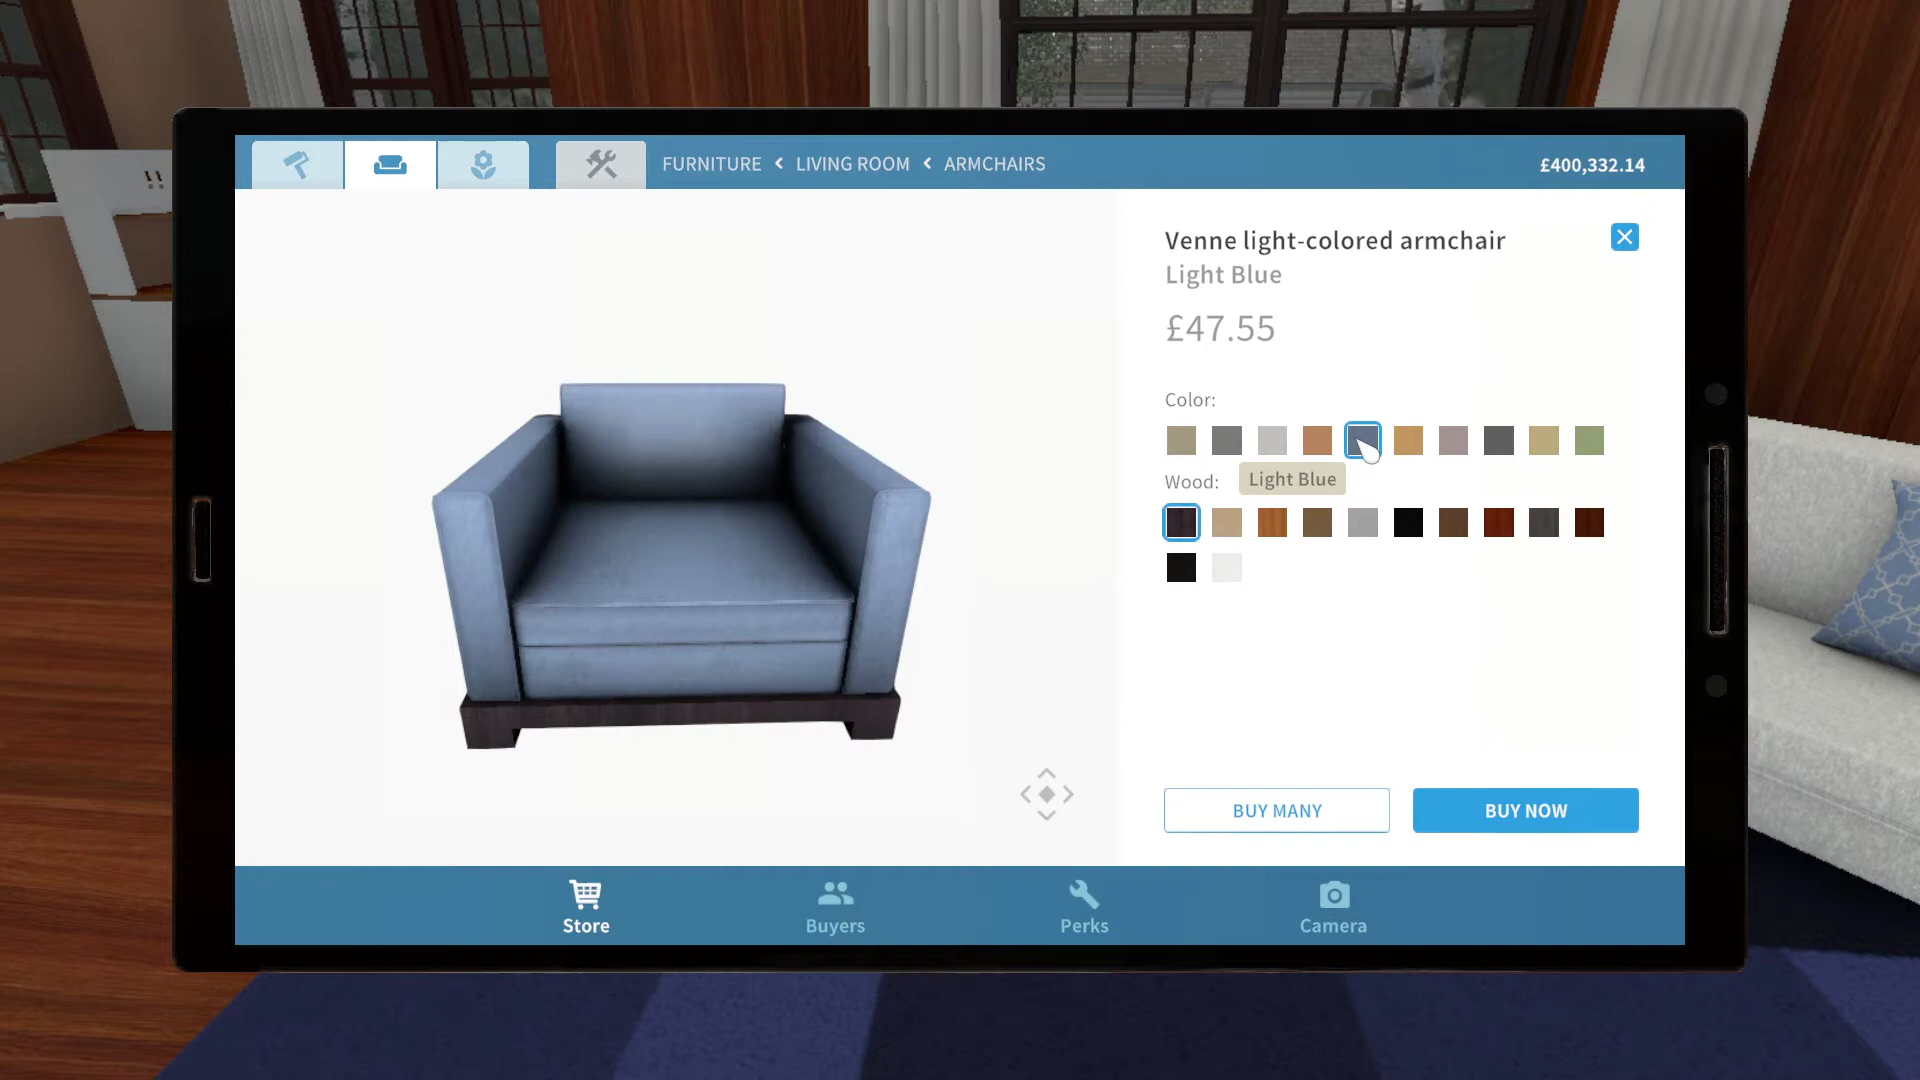 FURNITURE < LIVING ROOM < ARMCHAIRS
£400,332.14
Venne light-colored armchair
Light Blue
£47.55
Color:
Wood:
Light Blue
BUY MANY
BUY NOW
Store
Buyers
Perks
Camera